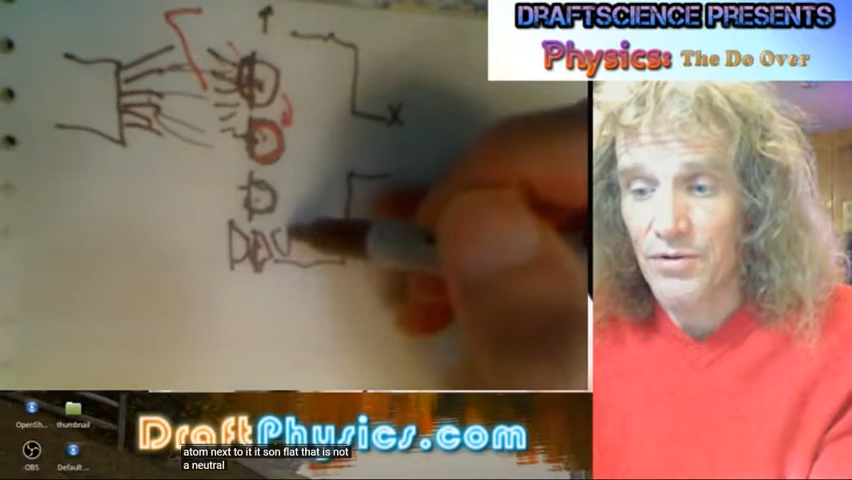 DRAFTSCIENCE PRESENTS
Physics: The Do Over
X
OpenSh...
thumbnail
OBS
Default ...
DraftPhysics.com
atom next to it it son flat that is not
a neutral